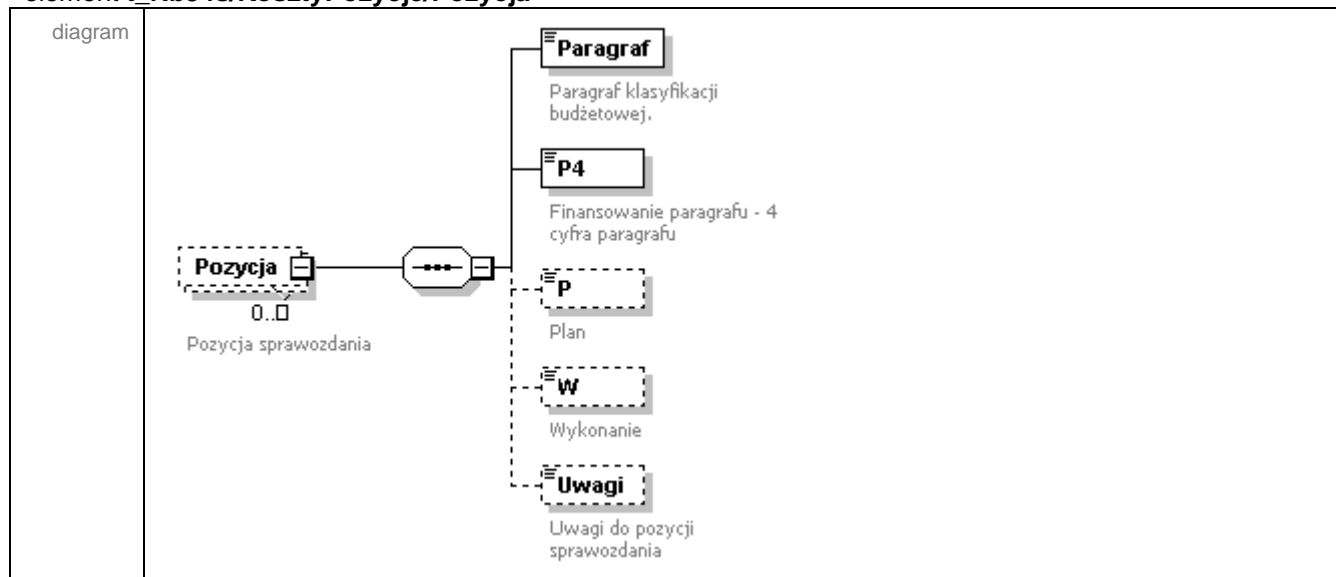 diagram
Paragraf
Paragraf klasyfikacji
budżetowej.
P4
Finansowanie paragrafu - 4
cyfra paragrafu
Pozycja
0..
Pozycja sprawozdania
P
Plan
W
Wykonanie
Uwagi
Uwagi do pozycji
sprawozdania